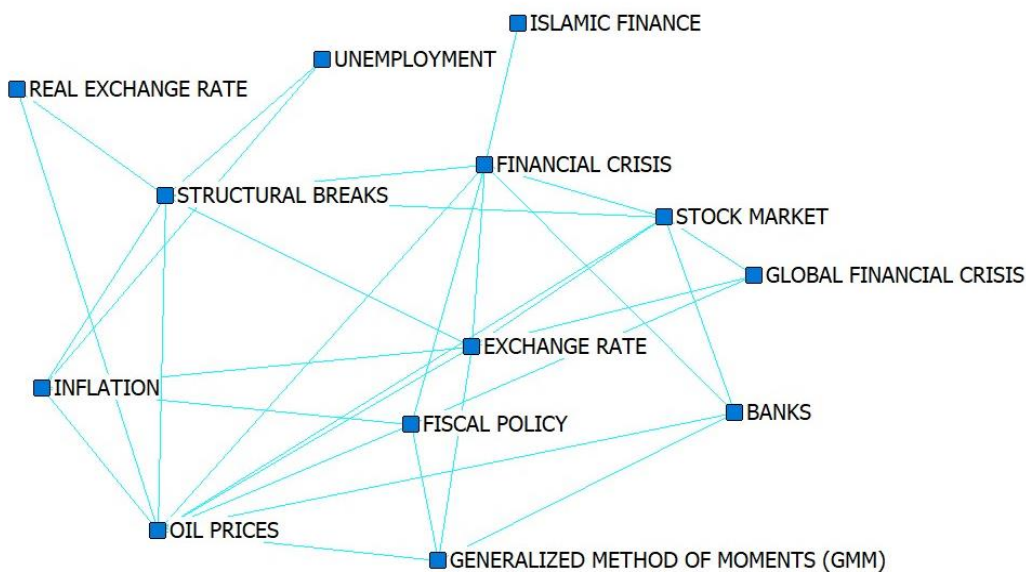 ISLAMIC FINANCE
UNEMPLOYMENT
REAL EXCHANGE RATE
FINANCIAL CRISIS
STRUCTURAL BREAKS
STOCK MARKET
GLOBAL FINANCIAL CRISIS
EXCHANGE RATE
INFLATION
BANKS
FISCAL POLICY
OIL PRICES
GENERALIZED METHOD OF MOMENTS (GMM)